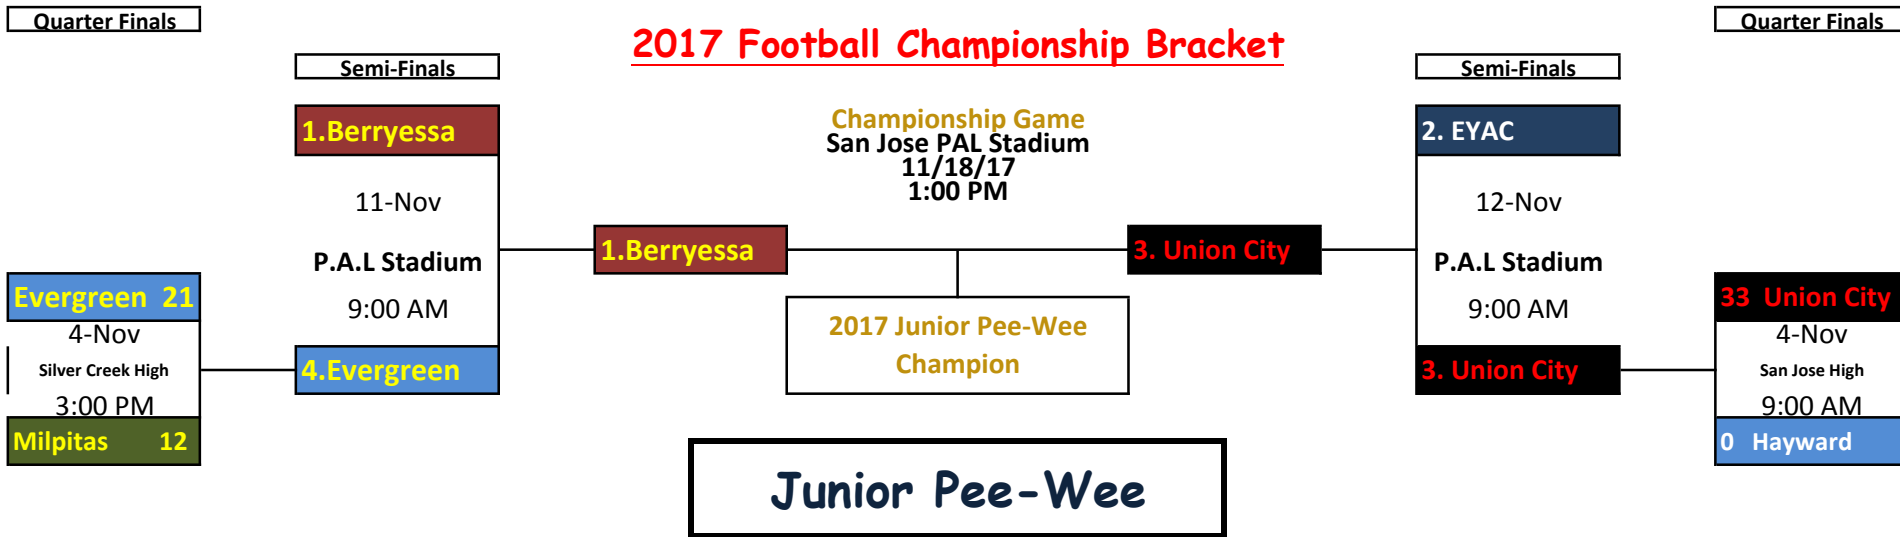 Quarter Finals
Quarter Finals
2017 Football Championship Bracket
Semi-Finals
Semi-Finals
1.Berryessa
Championship Game
San Jose PAL Stadium
11/18/17
1:00 PM
2. EYAC
11-Nov
12-Nov
1.Berryessa
3. Union City
P.A.L Stadium
P.A.L Stadium
Evergreen 21
9:00 AM
9:00 AM
33 Union City
4-Nov
2017 Junior Pee-Wee
Champion
4-Nov
Silver Creek High
4.Evergreen
3. Union City
San Jose High
3:00 PM
9:00 AM
Milpitas 12
0 Hayward
Junior Pee-Wee